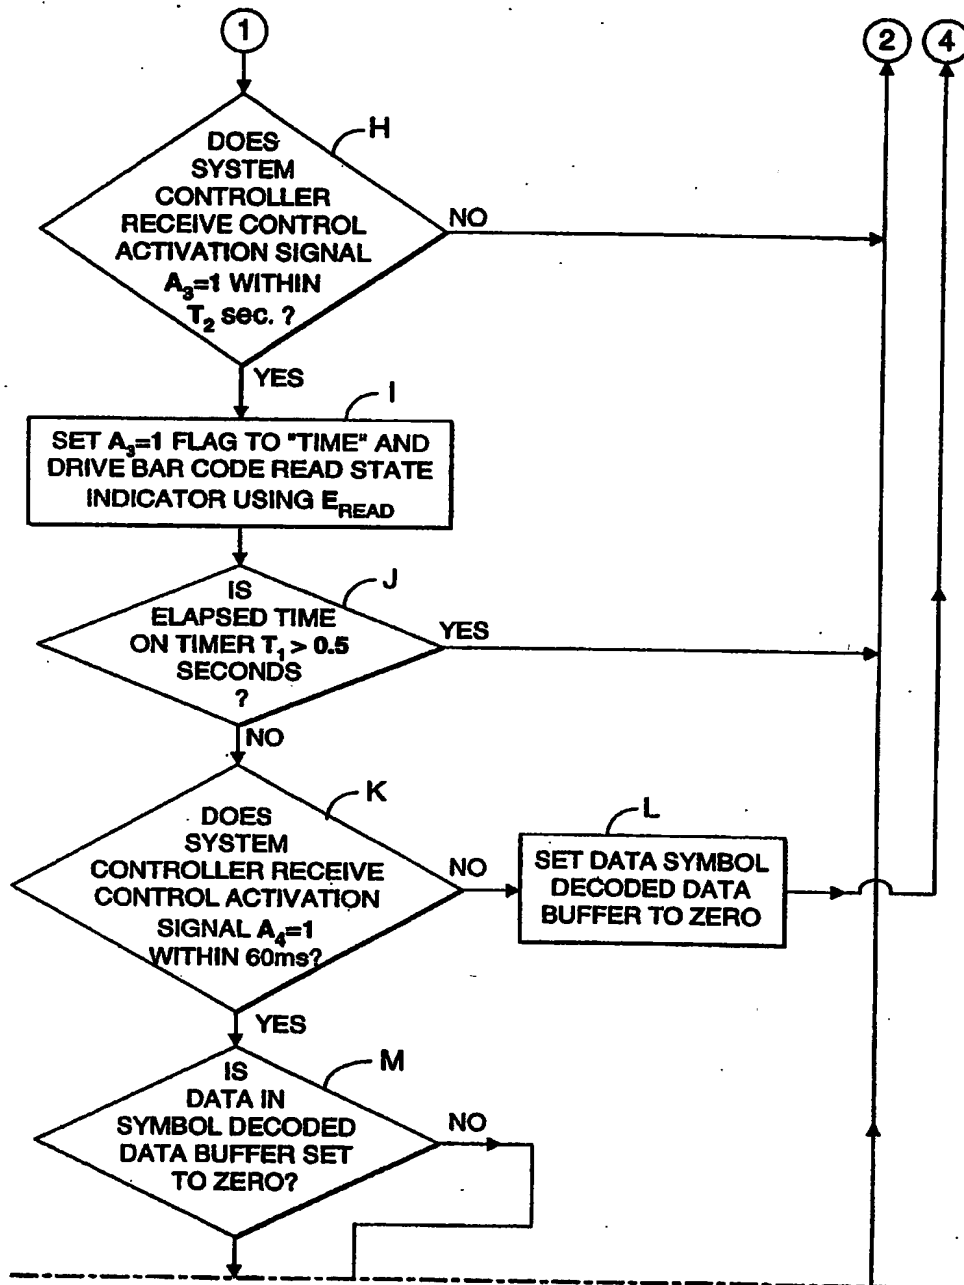 1
2
4
H
DOES
SYSTEM
CONTROLLER
RECEIVE CONTROL
ACTIVATION SIGNAL
A₃=1 WITHIN
T₂ sec. ?
NO
YES
I
SET A₃=1 FLAG TO "TIME" AND
DRIVE BAR CODE READ STATE
INDICATOR USING E_READ
J
IS
ELAPSED TIME
ON TIMER T₁ > 0.5
SECONDS
?
YES
NO
K
DOES
SYSTEM
CONTROLLER RECEIVE
CONTROL ACTIVATION
SIGNAL A₄=1
WITHIN 60ms?
NO
L
SET DATA SYMBOL
DECODED DATA
BUFFER TO ZERO
YES
M
IS
DATA IN
SYMBOL DECODED
DATA BUFFER SET
TO ZERO?
NO